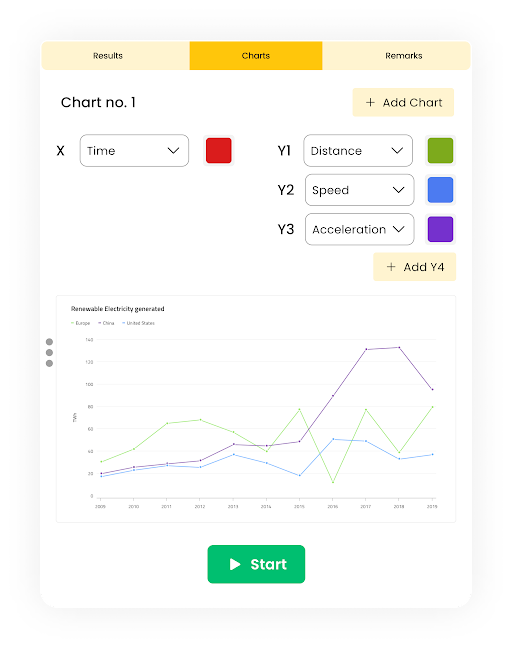 Results Charts Remarks
Chart no. 1 + Add Chart
X Time Y1 Distance
Y2 Speed
Y3 Acceleration
+ Add Y4
Renewable Electricity generated
Europe China United States
140
120
100
80
TWh
60
40
20
0
2009 2010 2011 2012 2013 2014 2015 2016 2017 2018 2019
Start